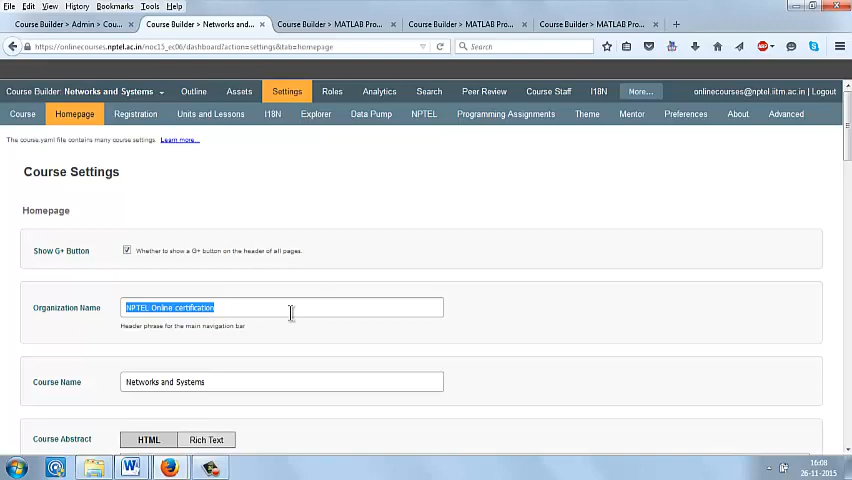 File Edit View History Bookmarks Tools Help
Course Builder > Admin > Cou... × Course Builder > Networks and... × Course Builder > MATLAB Pro... × Course Builder > MATLAB Pro... × Course Builder > MATLAB Pro... × +
https://onlinecourses.nptel.ac.in/noc15_ec06/dashboard?action=settings&tab=homepage Search
Course Builder: Networks and Systems Outline Assets Settings Roles Analytics Search Peer Review Course Staff I18N More... onlinecourses@nptel.iitm.ac.in | Logout
Course Homepage Registration Units and Lessons I18N Explorer Data Pump NPTEL Programming Assignments Theme Mentor Preferences About Advanced
The course.yaml file contains many course settings. Learn more...
Course Settings
Homepage
Show G+ Button Whether to show a G+ button on the header of all pages.
Organization Name NPTEL Online certification
Header phrase for the main navigation bar
Course Name Networks and Systems
Course Abstract HTML Rich Text
16:08
26-11-2015